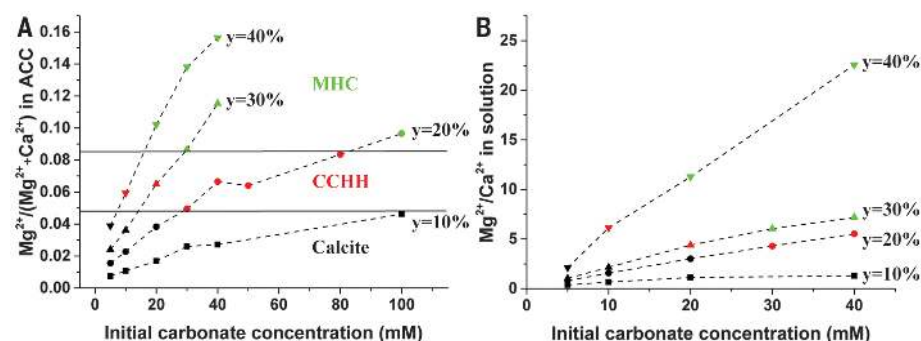 A
Mg²⁺/(Mg²⁺+Ca²⁺) in ACC
0.16
0.14
0.12
0.10
0.08
0.06
0.04
0.02
0.00
y=40%
y=30%
MHC
y=20%
CCHH
y=10%
Calcite
0 20 40 60 80 100
Initial carbonate concentration (mM)
B
Mg²⁺/Ca²⁺ in solution
25
20
15
10
5
0
y=40%
y=30%
y=20%
y=10%
0 10 20 30 40
Initial carbonate concentration (mM)